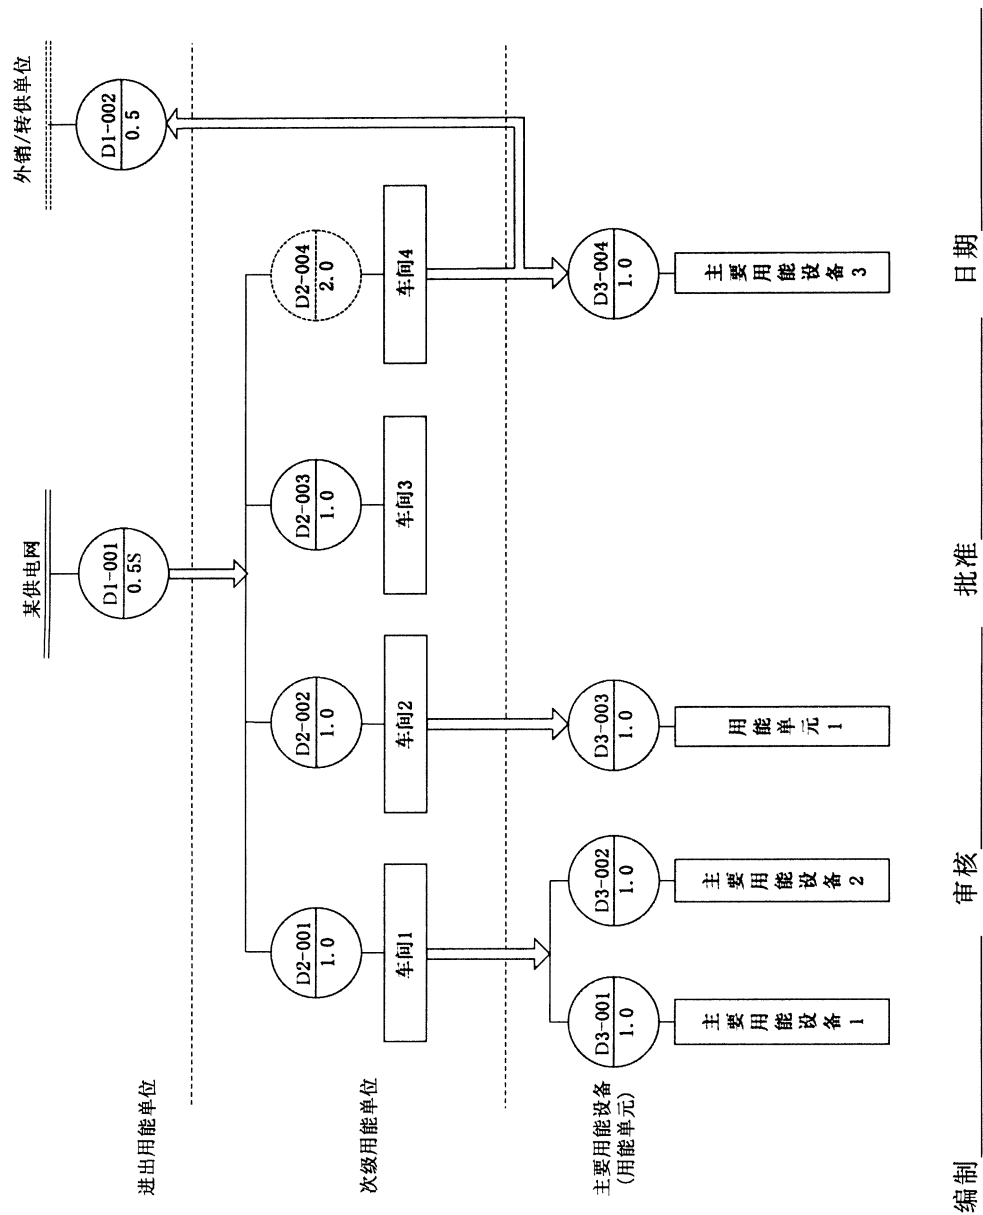 某供电网
外销/转供单位
进出用能单位
D1-001
0.5S
D1-002
0.5
次级用能单位
D2-001
1.0
D2-002
1.0
D2-003
1.0
D2-004
2.0
车间1
车间2
车间3
车间4
主要用能设备
(用能单元)
D3-001
1.0
D3-002
1.0
D3-003
1.0
D3-004
1.0
主要用能设备1
主要用能设备2
用能单元1
主要用能设备3
编制
审核
批准
日期